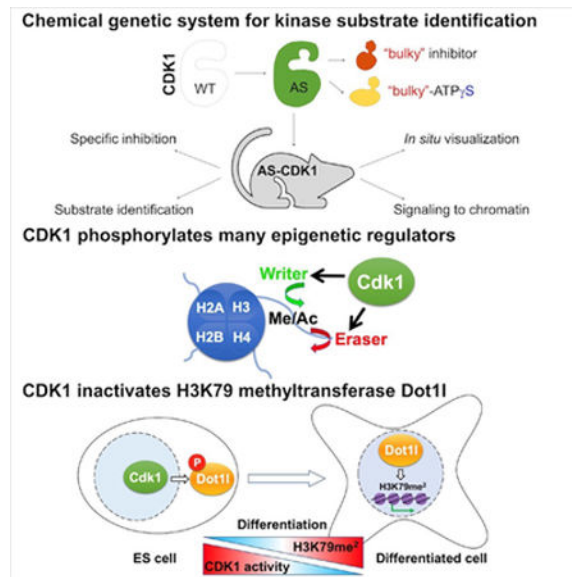 Chemical genetic system for kinase substrate identification
CDK1
WT
AS
"bulky" inhibitor
"bulky"-ATPγS
Specific inhibition
In situ visualization
AS-CDK1
Substrate identification
Signaling to chromatin
CDK1 phosphorylates many epigenetic regulators
Writer
Cdk1
H2A
H3
Me/Ac
H2B
H4
Eraser
CDK1 inactivates H3K79 methyltransferase Dot1l
P
Cdk1
Dot1l
Dot1l
H3K79me²
Differentiation
H3K79me²
CDK1 activity
ES cell
Differentiated cell